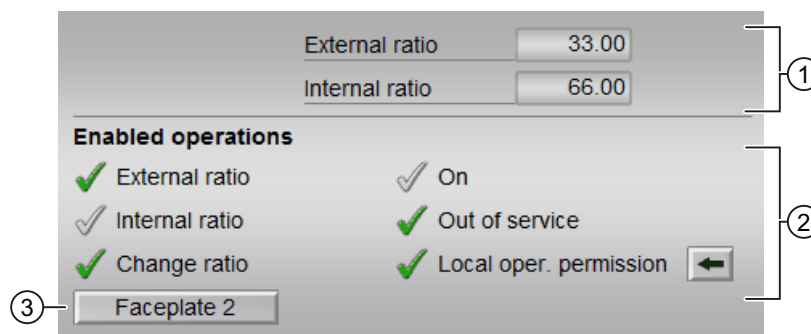 External ratio 33.00
Internal ratio 66.00
1
Enabled operations
External ratio On
Internal ratio Out of service
2
Change ratio Local oper. permission
3 Faceplate 2